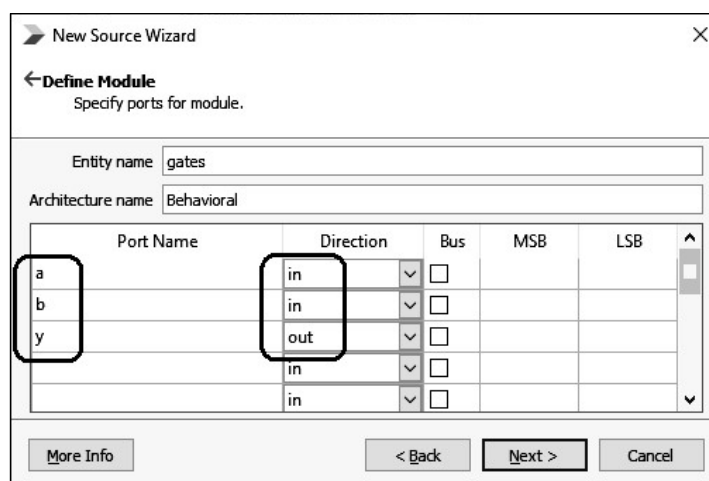 New Source Wizard
Define Module
Specify ports for module.
Entity name gates
Architecture name Behavioral
Port Name Direction Bus MSB LSB
a in
b in
y out
in
in
More Info < Back Next > Cancel